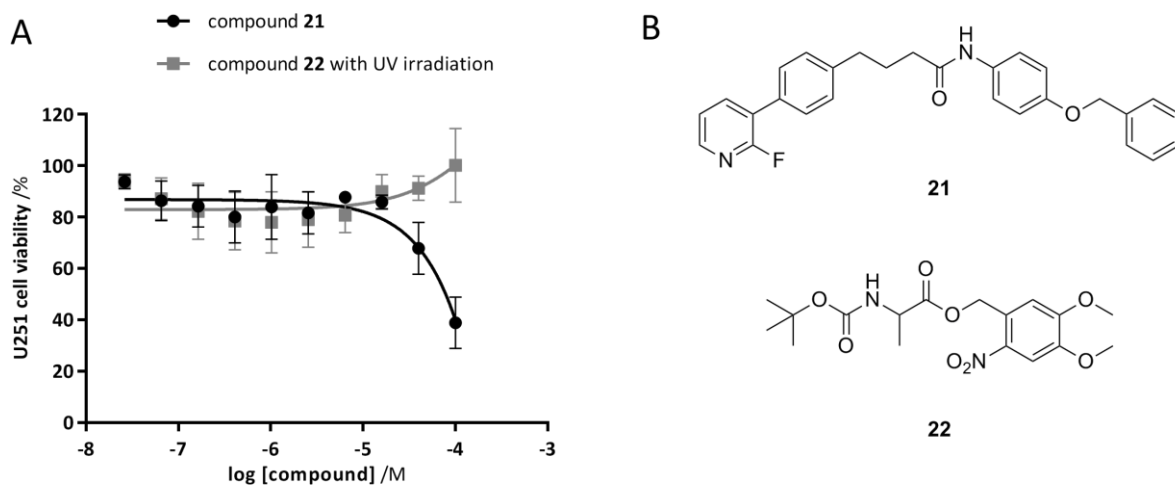 A
compound 21
compound 22 with UV irradiation
U251 cell viability /%
120
100
80
60
40
20
0
-8
-7
-6
-5
-4
-3
log [compound] /M
B
H
N
O
O
N
F
21
O
H
N
O
O
O
O
O
O₂N
O
22